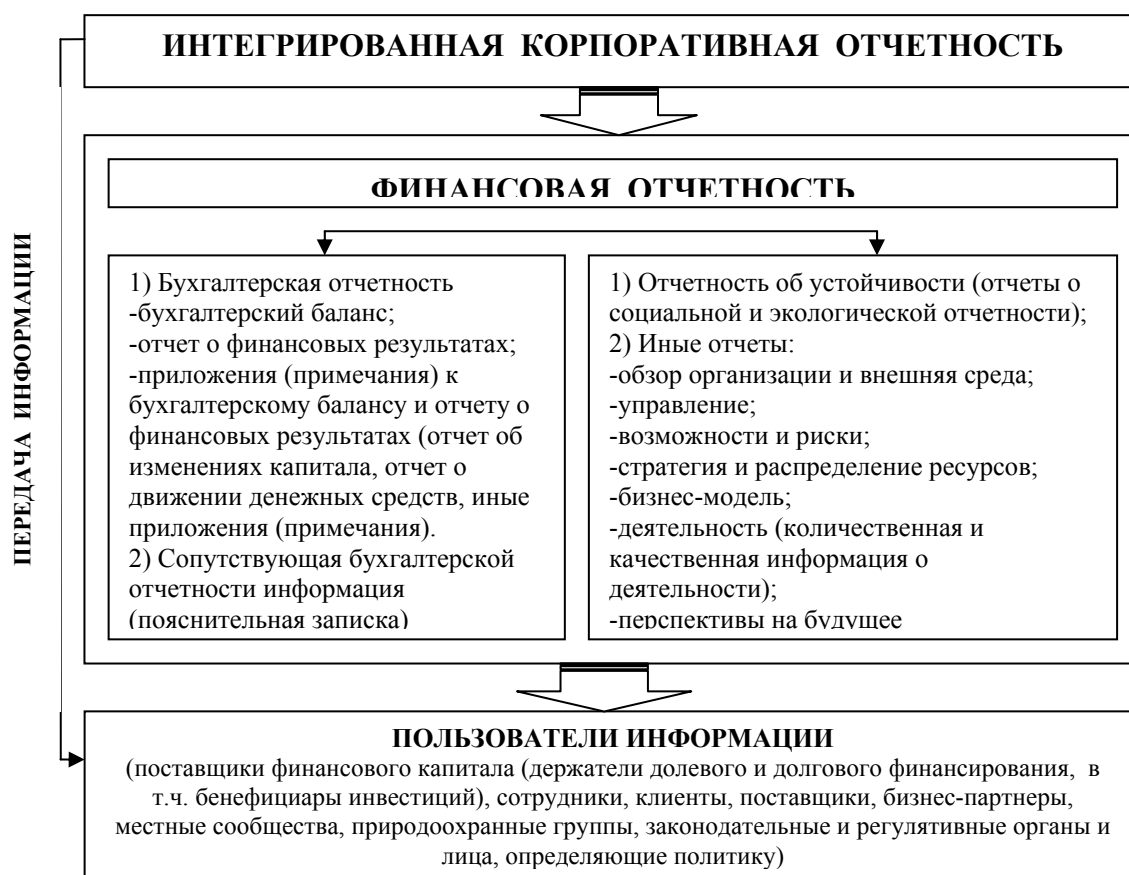 ИНТЕГРИРОВАННАЯ КОРПОРАТИВНАЯ ОТЧЕТНОСТЬ
ФИНАНСОВАЯ ОТЧЕТНОСТЬ
ПЕРЕДАЧА ИНФОРМАЦИИ
1) Бухгалтерская отчетность
-бухгалтерский баланс;
-отчет о финансовых результатах;
-приложения (примечания) к
бухгалтерскому балансу и отчету о
финансовых результатах (отчет об
изменениях капитала, отчет о
движении денежных средств, иные
приложения (примечания).
2) Сопутствующая бухгалтерской
отчетности информация
(пояснительная записка)
1) Отчетность об устойчивости (отчеты о
социальной и экологической отчетности);
2) Иные отчеты:
-обзор организации и внешняя среда;
-управление;
-возможности и риски;
-стратегия и распределение ресурсов;
-бизнес-модель;
-деятельность (количественная и
качественная информация о
деятельности);
-перспективы на будущее
ПОЛЬЗОВАТЕЛИ ИНФОРМАЦИИ
(поставщики финансового капитала (держатели долевого и долгового финансирования, в
т.ч. бенефициары инвестиций), сотрудники, клиенты, поставщики, бизнес-партнеры,
местные сообщества, природоохранные группы, законодательные и регулятивные органы и
лица, определяющие политику)